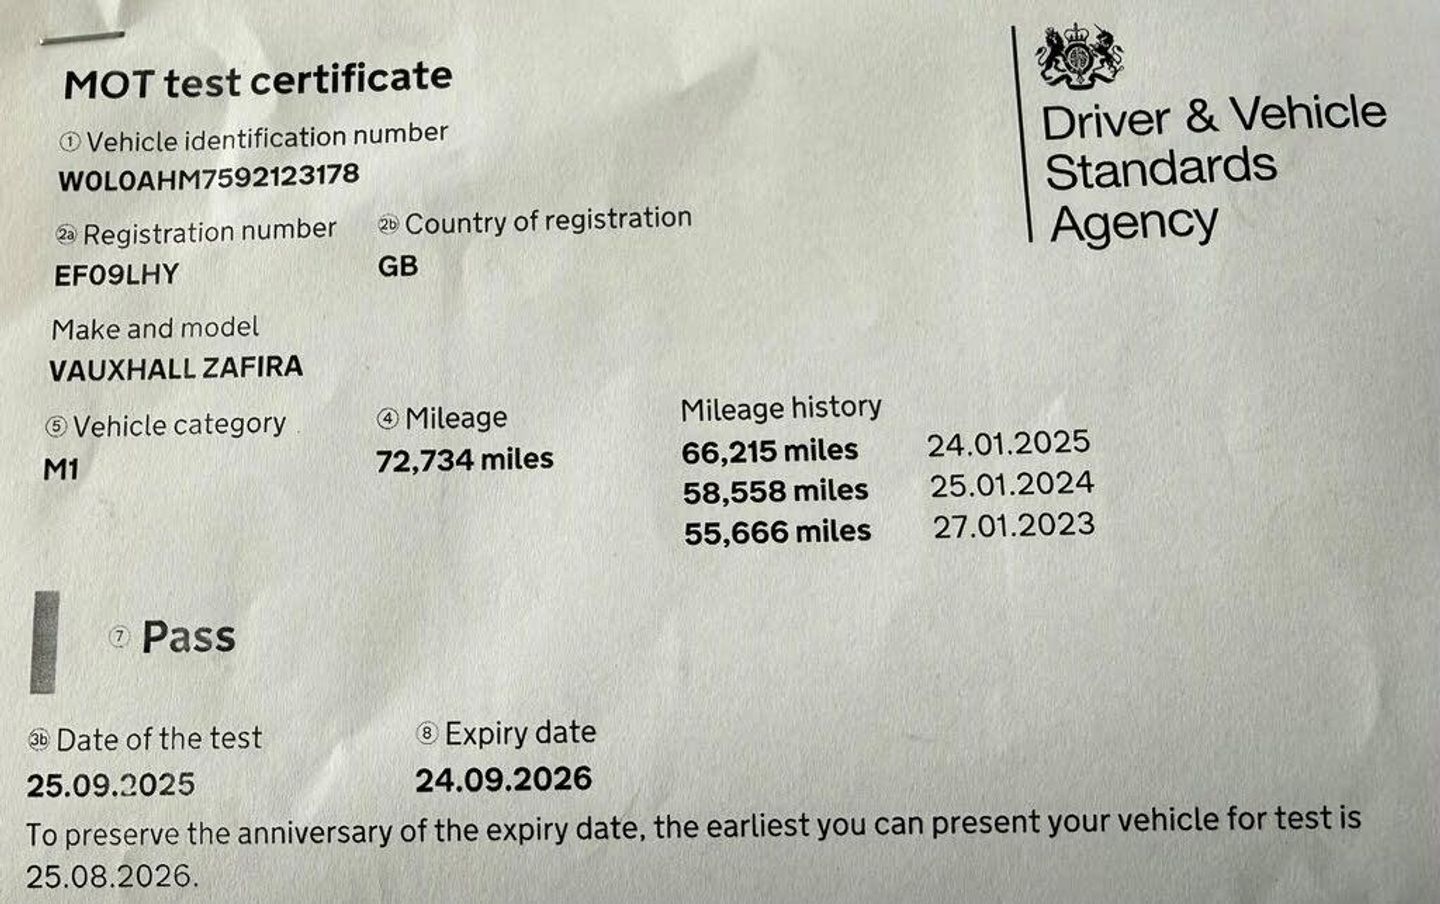 MOT test certificate
① Vehicle identification number
W0L0AHM7592123178
2a Registration number 2b Country of registration
EF09LHY GB
Make and model
VAUXHALL ZAFIRA
⑤ Vehicle category ④ Mileage Mileage history
M1 72,734 miles 66,215 miles 24.01.2025
58,558 miles 25.01.2024
55,666 miles 27.01.2023
⑦ Pass
3b Date of the test ⑧ Expiry date
25.09.2025 24.09.2026
To preserve the anniversary of the expiry date, the earliest you can present your vehicle for test is
25.08.2026.
Driver & Vehicle
Standards
Agency